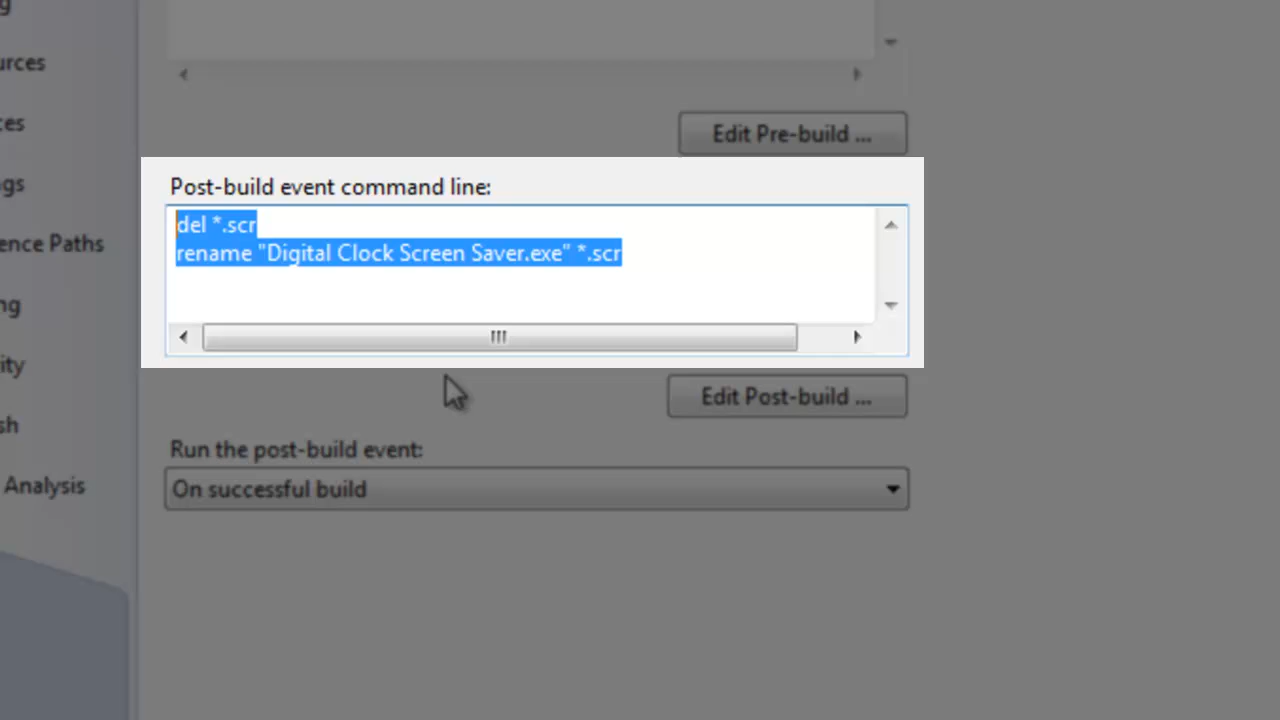 urces
Edit Pre-build ...
ces
Post-build event command line:
gs
del *.scr
ence Paths
rename "Digital Clock Screen Saver.exe" *.scr
ng
ity
Edit Post-build ...
sh
Run the post-build event:
Analysis
On successful build